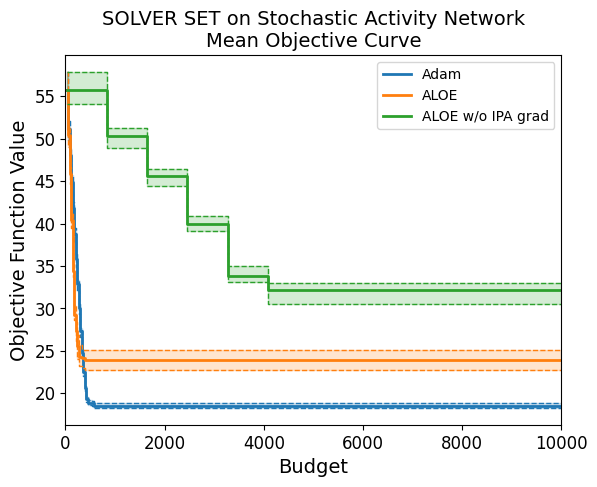 SOLVER SET on Stochastic Activity Network
Mean Objective Curve
Adam
ALOE
ALOE w/o IPA grad
Objective Function Value
55
50
45
40
35
30
25
20
0
2000
4000
6000
8000
10000
Budget